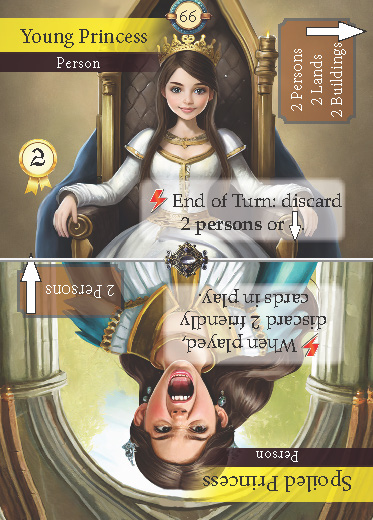 66
Young Princess
Person
2 Persons
2 Lands
2 Buildings
2
End of Turn: discard
2 persons or
2 Persons
Spoiled Princess
Person
When played,
discard 2 friendly
cards in play.